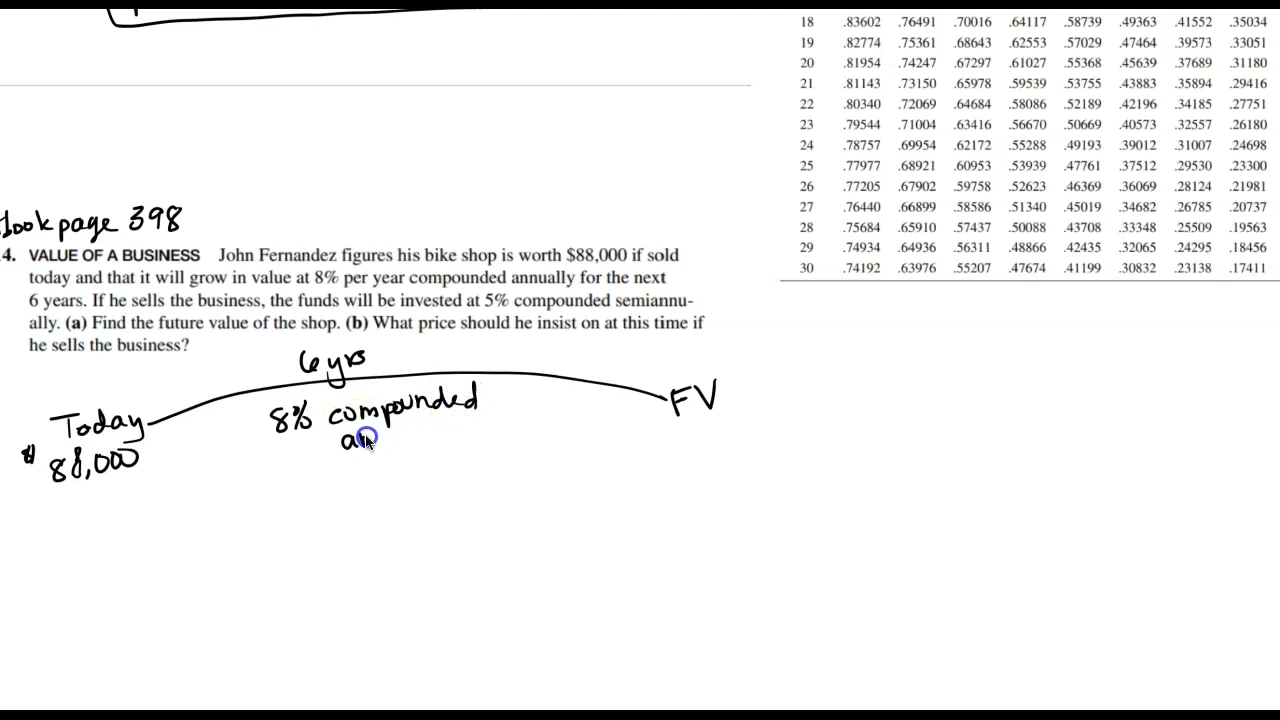 18 .83602 .76491 .70016 .64117 .58739 .49363 .41552 .35034
19 .82774 .75361 .68643 .62553 .57029 .47464 .39573 .33051
20 .81954 .74247 .67297 .61027 .55368 .45639 .37689 .31180
21 .81143 .73150 .65978 .59539 .53755 .43883 .35894 .29416
22 .80340 .72069 .64684 .58086 .52189 .42196 .34185 .27751
23 .79544 .71004 .63416 .56670 .50669 .40573 .32557 .26180
24 .78757 .69954 .62172 .55288 .49193 .39012 .31007 .24698
25 .77977 .68921 .60953 .53939 .47761 .37512 .29530 .23300
26 .77205 .67902 .59758 .52623 .46369 .36069 .28124 .21981
27 .76440 .66899 .58586 .51340 .45019 .34682 .26785 .20737
28 .75684 .65910 .57437 .50088 .43708 .33348 .25509 .19563
29 .74934 .64936 .56311 .48866 .42435 .32065 .24295 .18456
30 .74192 .63976 .55207 .47674 .41199 .30832 .23138 .17411
look page 398
4. VALUE OF A BUSINESS John Fernandez figures his bike shop is worth $88,000 if sold
today and that it will grow in value at 8% per year compounded annually for the next
6 years. If he sells the business, the funds will be invested at 5% compounded semiannu-
ally. (a) Find the future value of the shop. (b) What price should he insist on at this time if
he sells the business?
6 yrs
Today
8% compounded
FV
$ 88,000